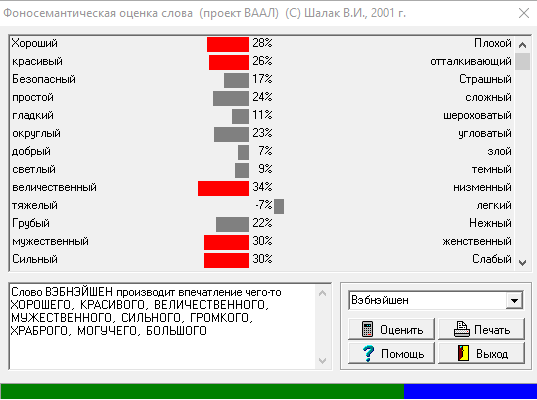 Фоносемантическая оценка слова (проект ВААЛ) (С) Шалак В.И., 2001 г.
Хороший 28% Плохой
красивый 26% отталкивающий
Безопасный 17% Страшный
простой 24% сложный
гладкий 11% шероховатый
округлый 23% угловатый
добрый 7% злой
светлый 9% темный
величественный 34% низменный
тяжелый -7% легкий
Грубый 22% Нежный
мужественный 30% женственный
Сильный 30% Слабый
Слово ВЭБНЭЙШЕН производит впечатление чего-то
ХОРОШЕГО, КРАСИВОГО, ВЕЛИЧЕСТВЕННОГО,
МУЖЕСТВЕННОГО, СИЛЬНОГО, ГРОМКОГО,
ХРАБРОГО, МОГУЧЕГО, БОЛЬШОГО
Вэбнэйшен
Оценить Печать
Помощь Выход